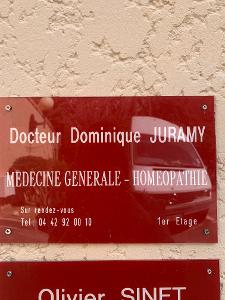 Docteur Dominique JURAMY
MEDECINE GENERALE - HOMEOPATHIE
Sur rendez-vous
Tel: 04 42 92 00 10 1er Etage
Olivier SINET